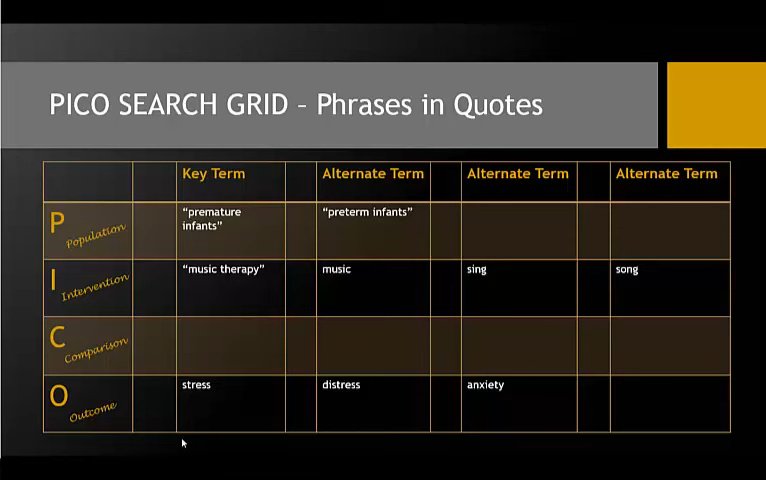 PICO SEARCH GRID – Phrases in Quotes
Key Term Alternate Term Alternate Term Alternate Term
P Population "premature infants" "preterm infants"
I Intervention "music therapy" music sing song
C Comparison
O Outcome stress distress anxiety